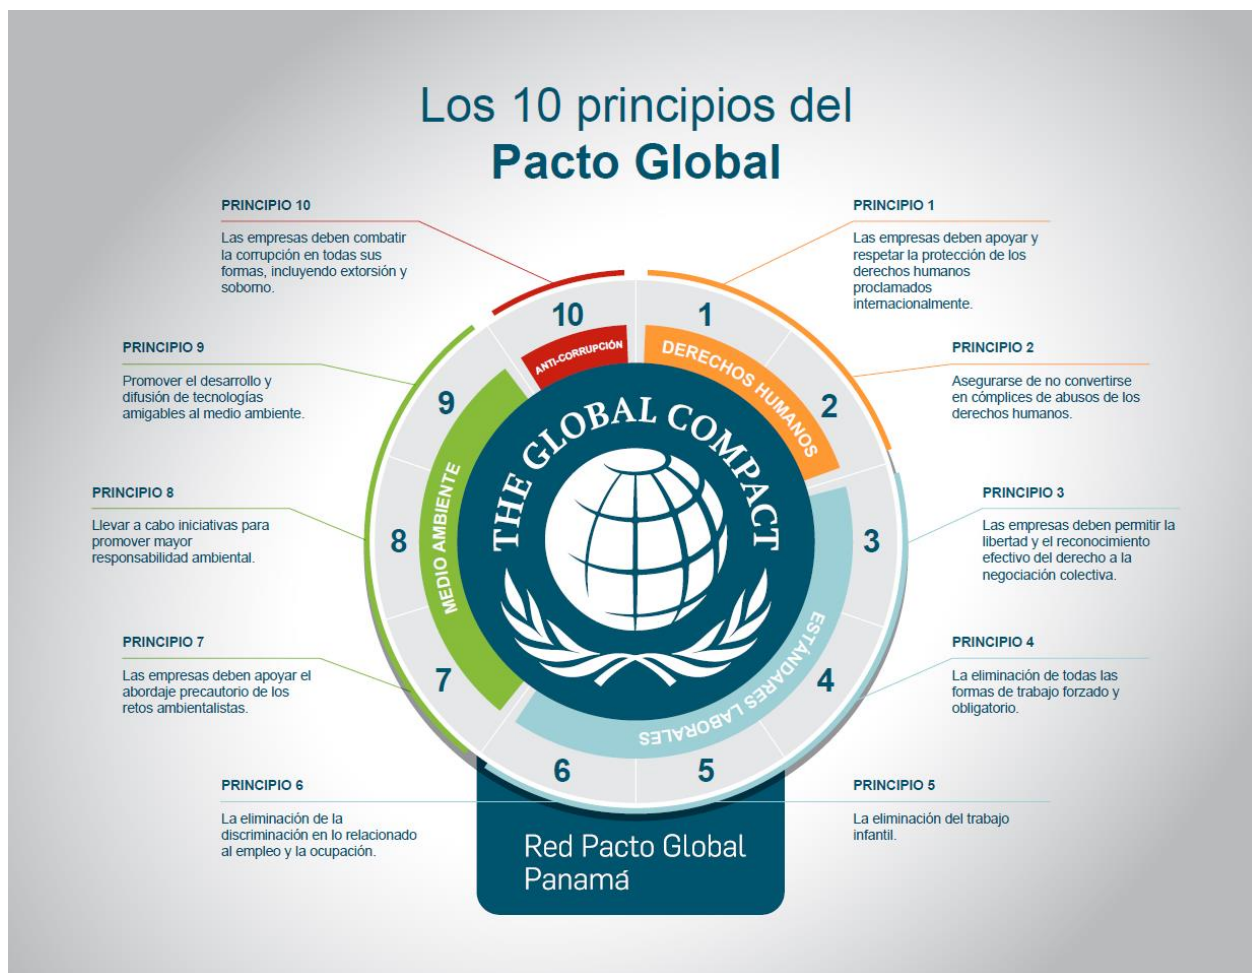 Los 10 principios del
Pacto Global
PRINCIPIO 10
Las empresas deben combatir
la corrupción en todas sus
formas, incluyendo extorsión y
soborno.
PRINCIPIO 1
Las empresas deben apoyar y
respetar la protección de los
derechos humanos
proclamados
internacionalmente.
PRINCIPIO 9
Promover el desarrollo y
difusión de tecnologías
amigables al medio ambiente.
PRINCIPIO 2
Asegurarse de no convertirse
en cómplices de abusos de los
derechos humanos.
PRINCIPIO 8
Llevar a cabo iniciativas para
promover mayor
responsabilidad ambiental.
PRINCIPIO 3
Las empresas deben permitir la
libertad y el reconocimiento
efectivo del derecho a la
negociación colectiva.
PRINCIPIO 7
Las empresas deben apoyar el
abordaje precautorio de los
retos ambientalistas.
PRINCIPIO 4
La eliminación de todas las
formas de trabajo forzado y
obligatorio.
PRINCIPIO 6
La eliminación de la
discriminación en lo relacionado
al empleo y la ocupación.
PRINCIPIO 5
La eliminación del trabajo
infantil.
10
1
2
3
4
5
6
7
8
9
ANTI-CORRUPCIÓN
DERECHOS HUMANOS
ESTÁNDARES LABORALES
MEDIO AMBIENTE
THE GLOBAL COMPACT
Red Pacto Global
Panamá